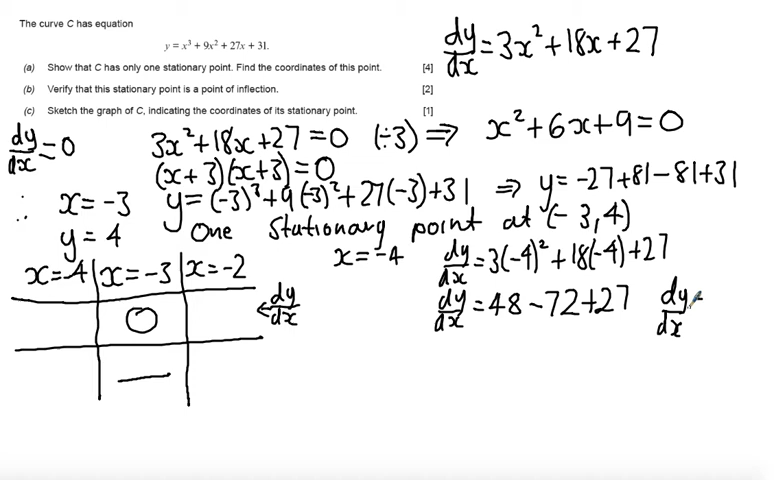 The curve C has equation
y = x³ + 9x² + 27x + 31.
(a) Show that C has only one stationary point. Find the coordinates of this point. [4]
(b) Verify that this stationary point is a point of inflection. [2]
(c) Sketch the graph of C, indicating the coordinates of its stationary point. [1]
dy/dx = 3x² + 18x + 27
dy/dx = 0 3x² + 18x + 27 = 0 (÷3) ⇒ x² + 6x + 9 = 0
(x + 3)(x + 3) = 0
∴ x = -3 y = (-3)³ + 9(-3)² + 27(-3) + 31 ⇒ y = -27 + 81 - 81 + 31
y = 4 One stationary point at (-3, 4)
x = -4 dy/dx = 3(-4)² + 18(-4) + 27
x = -4 | x = -3 | x = -2
0 ← dy/dx
dy/dx = 48 - 72 + 27 dy/dx =
—